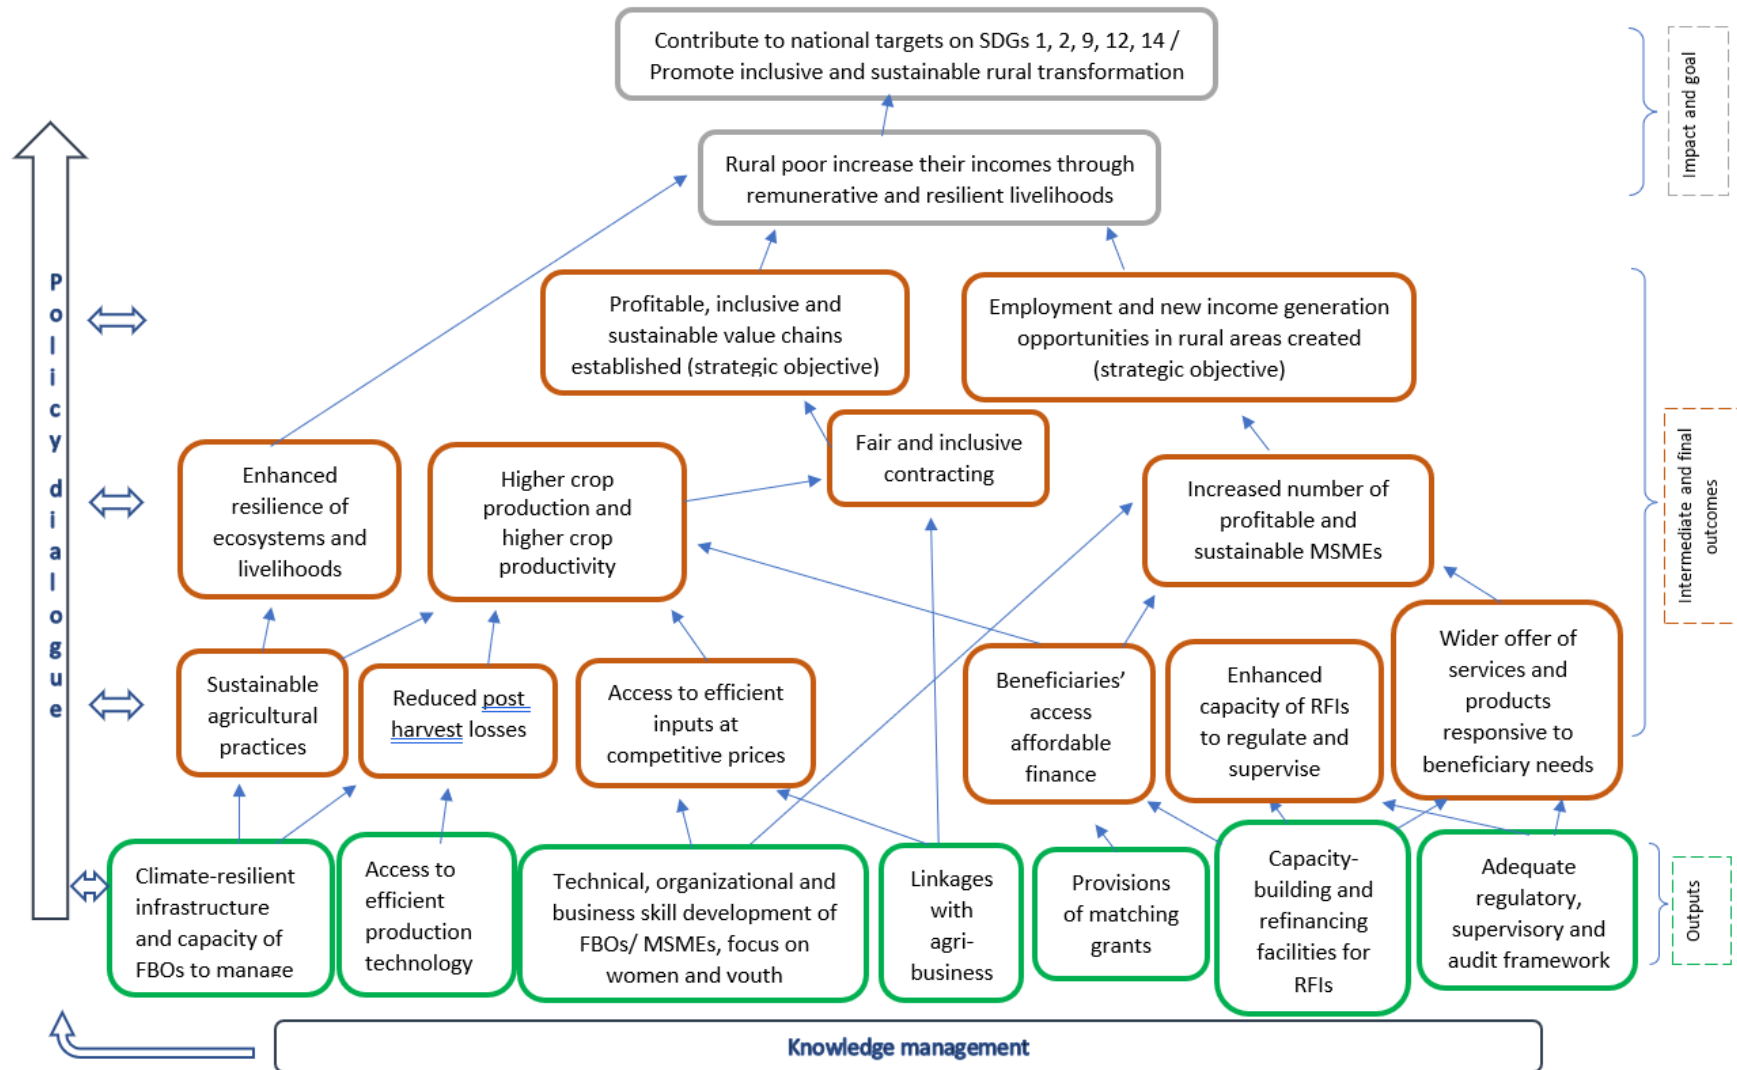 Contribute to national targets on SDGs 1, 2, 9, 12, 14 /
Promote inclusive and sustainable rural transformation
Impact and goal
Rural poor increase their incomes through
remunerative and resilient livelihoods
Policy dialogue
Profitable, inclusive and
sustainable value chains
established (strategic objective)
Employment and new income generation
opportunities in rural areas created
(strategic objective)
Fair and inclusive
contracting
Enhanced
resilience of
ecosystems and
livelihoods
Higher crop
production and
higher crop
productivity
Increased number of
profitable and
sustainable MSMEs
Intermediate and final
outcomes
Sustainable
agricultural
practices
Reduced post
harvest losses
Access to efficient
inputs at
competitive prices
Beneficiaries’
access
affordable
finance
Enhanced
capacity of RFIs
to regulate and
supervise
Wider offer of
services and
products
responsive to
beneficiary needs
Climate-resilient
infrastructure
and capacity of
FBOs to manage
Access to
efficient
production
technology
Technical, organizational and
business skill development of
FBOs/ MSMEs, focus on
women and youth
Linkages
with
agri-
business
Provisions
of matching
grants
Capacity-
building and
refinancing
facilities for
RFIs
Adequate
regulatory,
supervisory and
audit framework
Outputs
Knowledge management